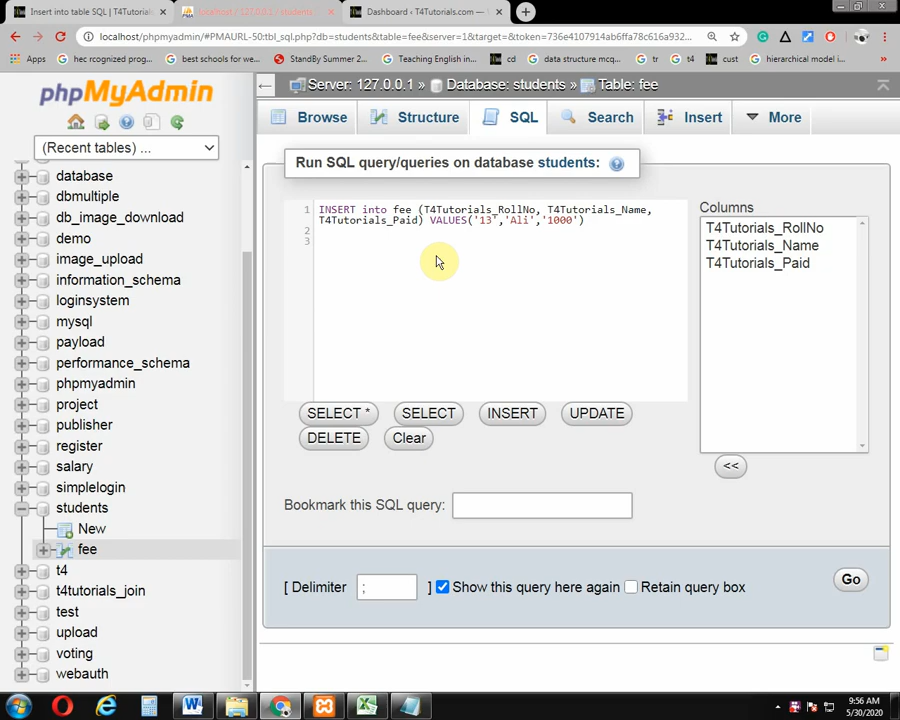 Insert into table SQL | T4Tutorial
localhost / 127.0.0.1 / students
Dashboard ‹ T4Tutorials.com —
localhost/phpmyadmin/#PMAURL-50:tbl_sql.php?db=students&table=fee&server=1&target=&token=736e4107914ab6ffa78c616a932...
Apps
hec rcognized prog...
best schools for we...
StandBy Summer 2...
Teaching English in...
cd
data structure mcq...
tr
t4
cust
hierarchical model i...
phpMyAdmin
(Recent tables) ...
database
dbmultiple
db_image_download
demo
image_upload
information_schema
loginsystem
mysql
payload
performance_schema
phpmyadmin
project
publisher
register
salary
simplelogin
students
New
fee
t4
t4tutorials_join
test
upload
voting
webauth
Server: 127.0.0.1 » Database: students » Table: fee
Browse
Structure
SQL
Search
Insert
More
Run SQL query/queries on database students:
1 INSERT into fee (T4Tutorials_RollNo, T4Tutorials_Name,
T4Tutorials_Paid) VALUES('13','Ali','1000')
2
3
Columns
T4Tutorials_RollNo
T4Tutorials_Name
T4Tutorials_Paid
SELECT *
SELECT
INSERT
UPDATE
DELETE
Clear
<<
Bookmark this SQL query:
[ Delimiter ; ] Show this query here again Retain query box
Go
9:56 AM
5/30/2020